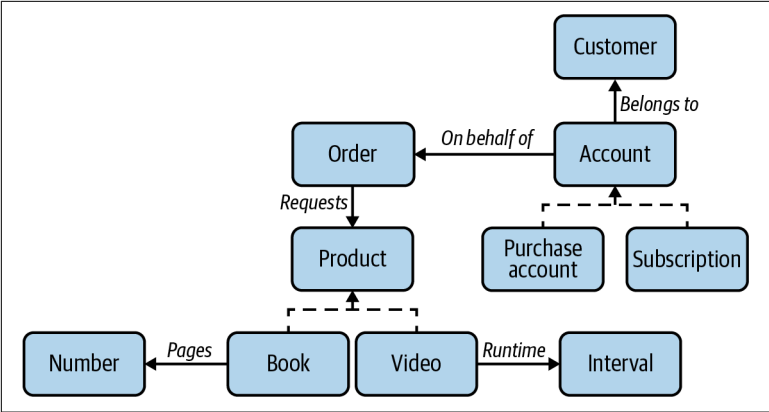 Customer
Belongs to
Order
On behalf of
Account
Requests
Product
Purchase
account
Subscription
Number
Pages
Book
Video
Runtime
Interval